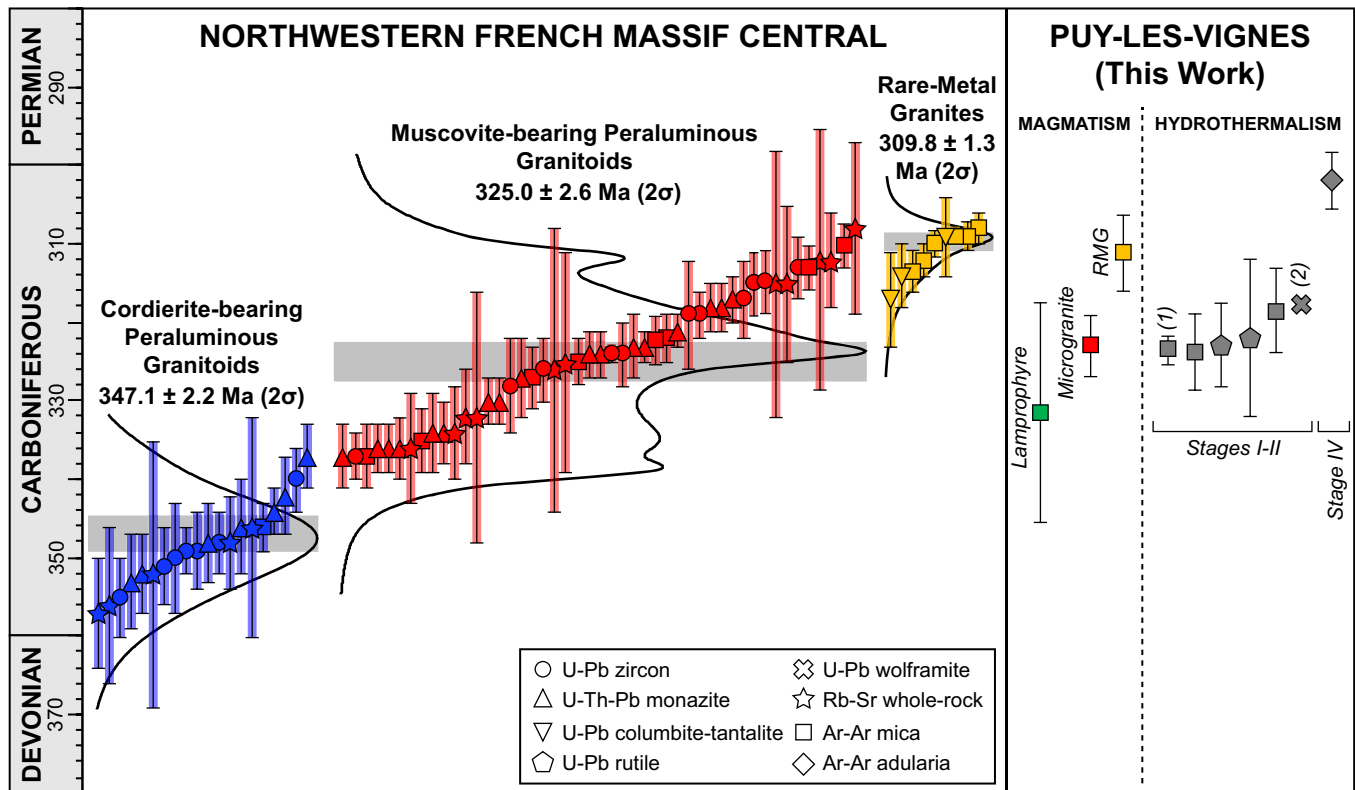 NORTHWESTERN FRENCH MASSIF CENTRAL
PUY-LES-VIGNES
(This Work)
PERMIAN
CARBONIFEROUS
DEVONIAN
290
310
330
350
370
Cordierite-bearing
Peraluminous
Granitoids
347.1 ± 2.2 Ma (2σ)
Muscovite-bearing Peraluminous
Granitoids
325.0 ± 2.6 Ma (2σ)
Rare-Metal
Granites
309.8 ± 1.3
Ma (2σ)
MAGMATISM
HYDROTHERMALISM
Lamprophyre
Microgranite
RMG
(1)
(2)
Stages I-II
Stage IV
U-Pb zircon
U-Th-Pb monazite
U-Pb columbite-tantalite
U-Pb rutile
U-Pb wolframite
Rb-Sr whole-rock
Ar-Ar mica
Ar-Ar adularia